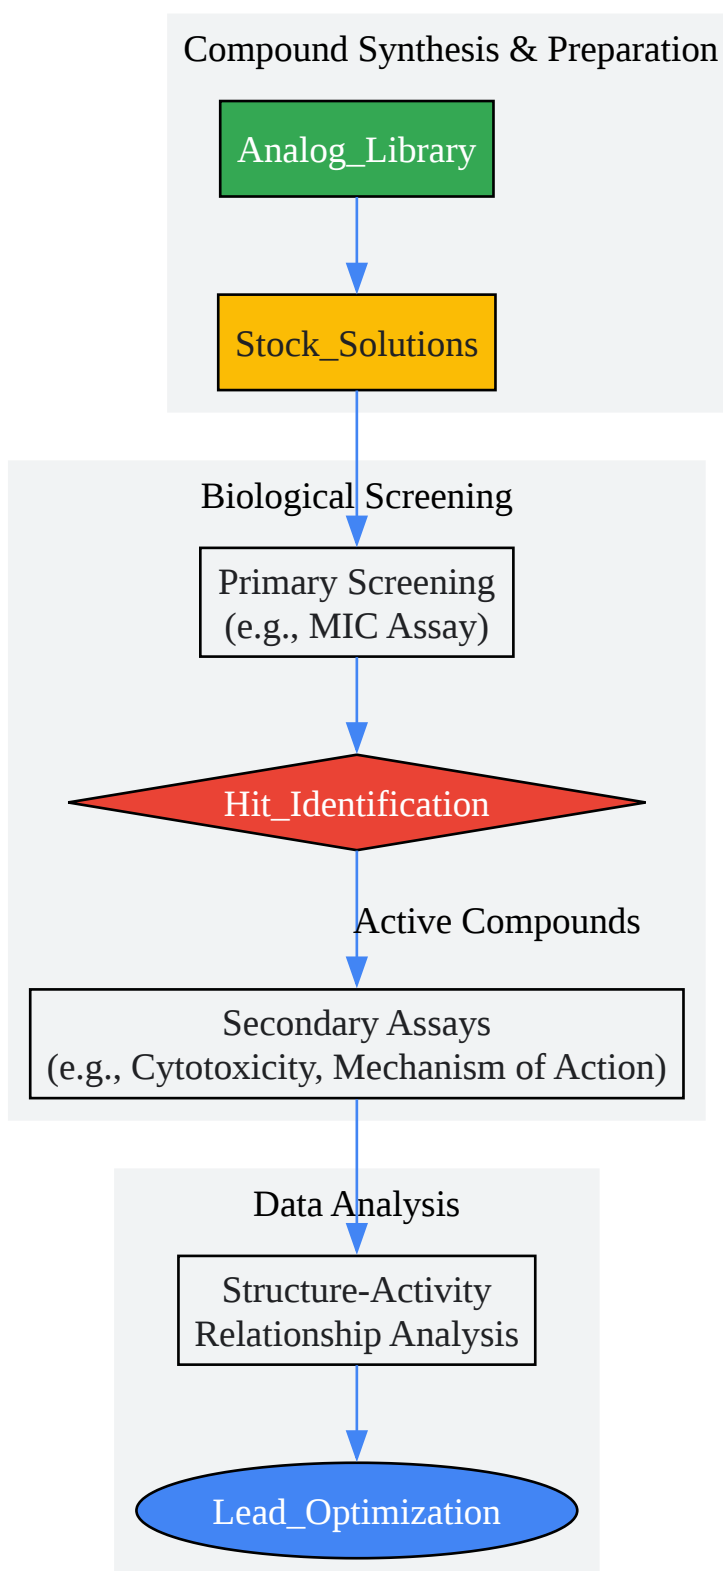 Compound Synthesis & Preparation
Analog_Library
Stock_Solutions
Biological Screening
Primary Screening
(e.g., MIC Assay)
Hit_Identification
Active Compounds
Secondary Assays
(e.g., Cytotoxicity, Mechanism of Action)
Data Analysis
Structure-Activity
Relationship Analysis
Lead_Optimization